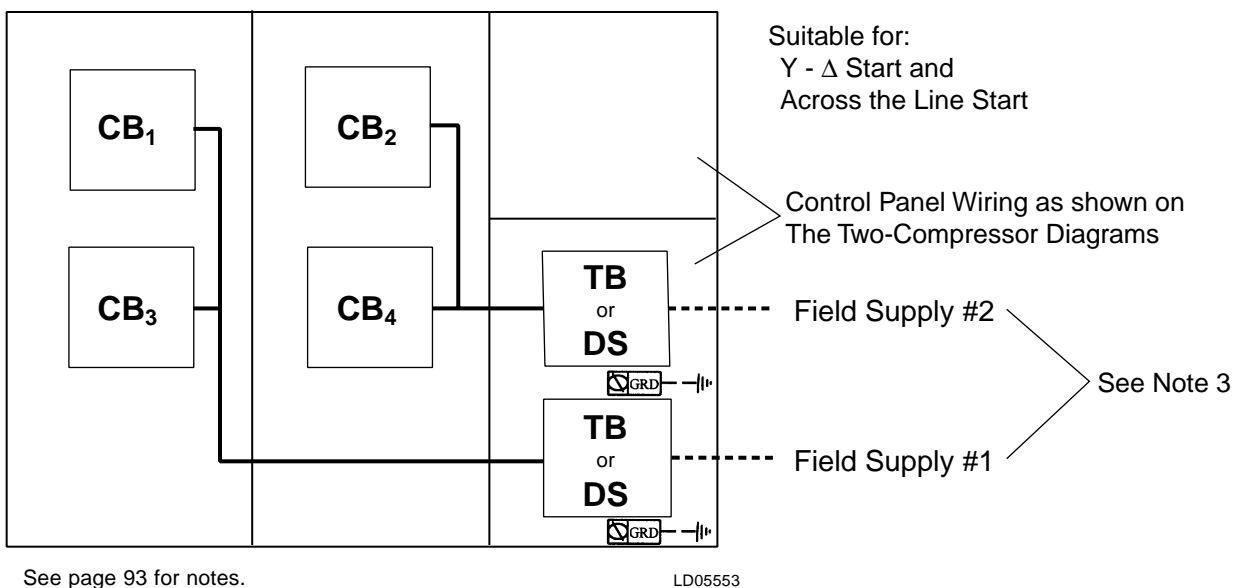 Suitable for:
Y - Δ Start and
Across the Line Start
CB₁
CB₂
Control Panel Wiring as shown on
The Two-Compressor Diagrams
CB₃
CB₄
TB
or
DS
Field Supply #2
GRD
See Note 3
TB
or
DS
Field Supply #1
GRD
See page 93 for notes.
LD05553